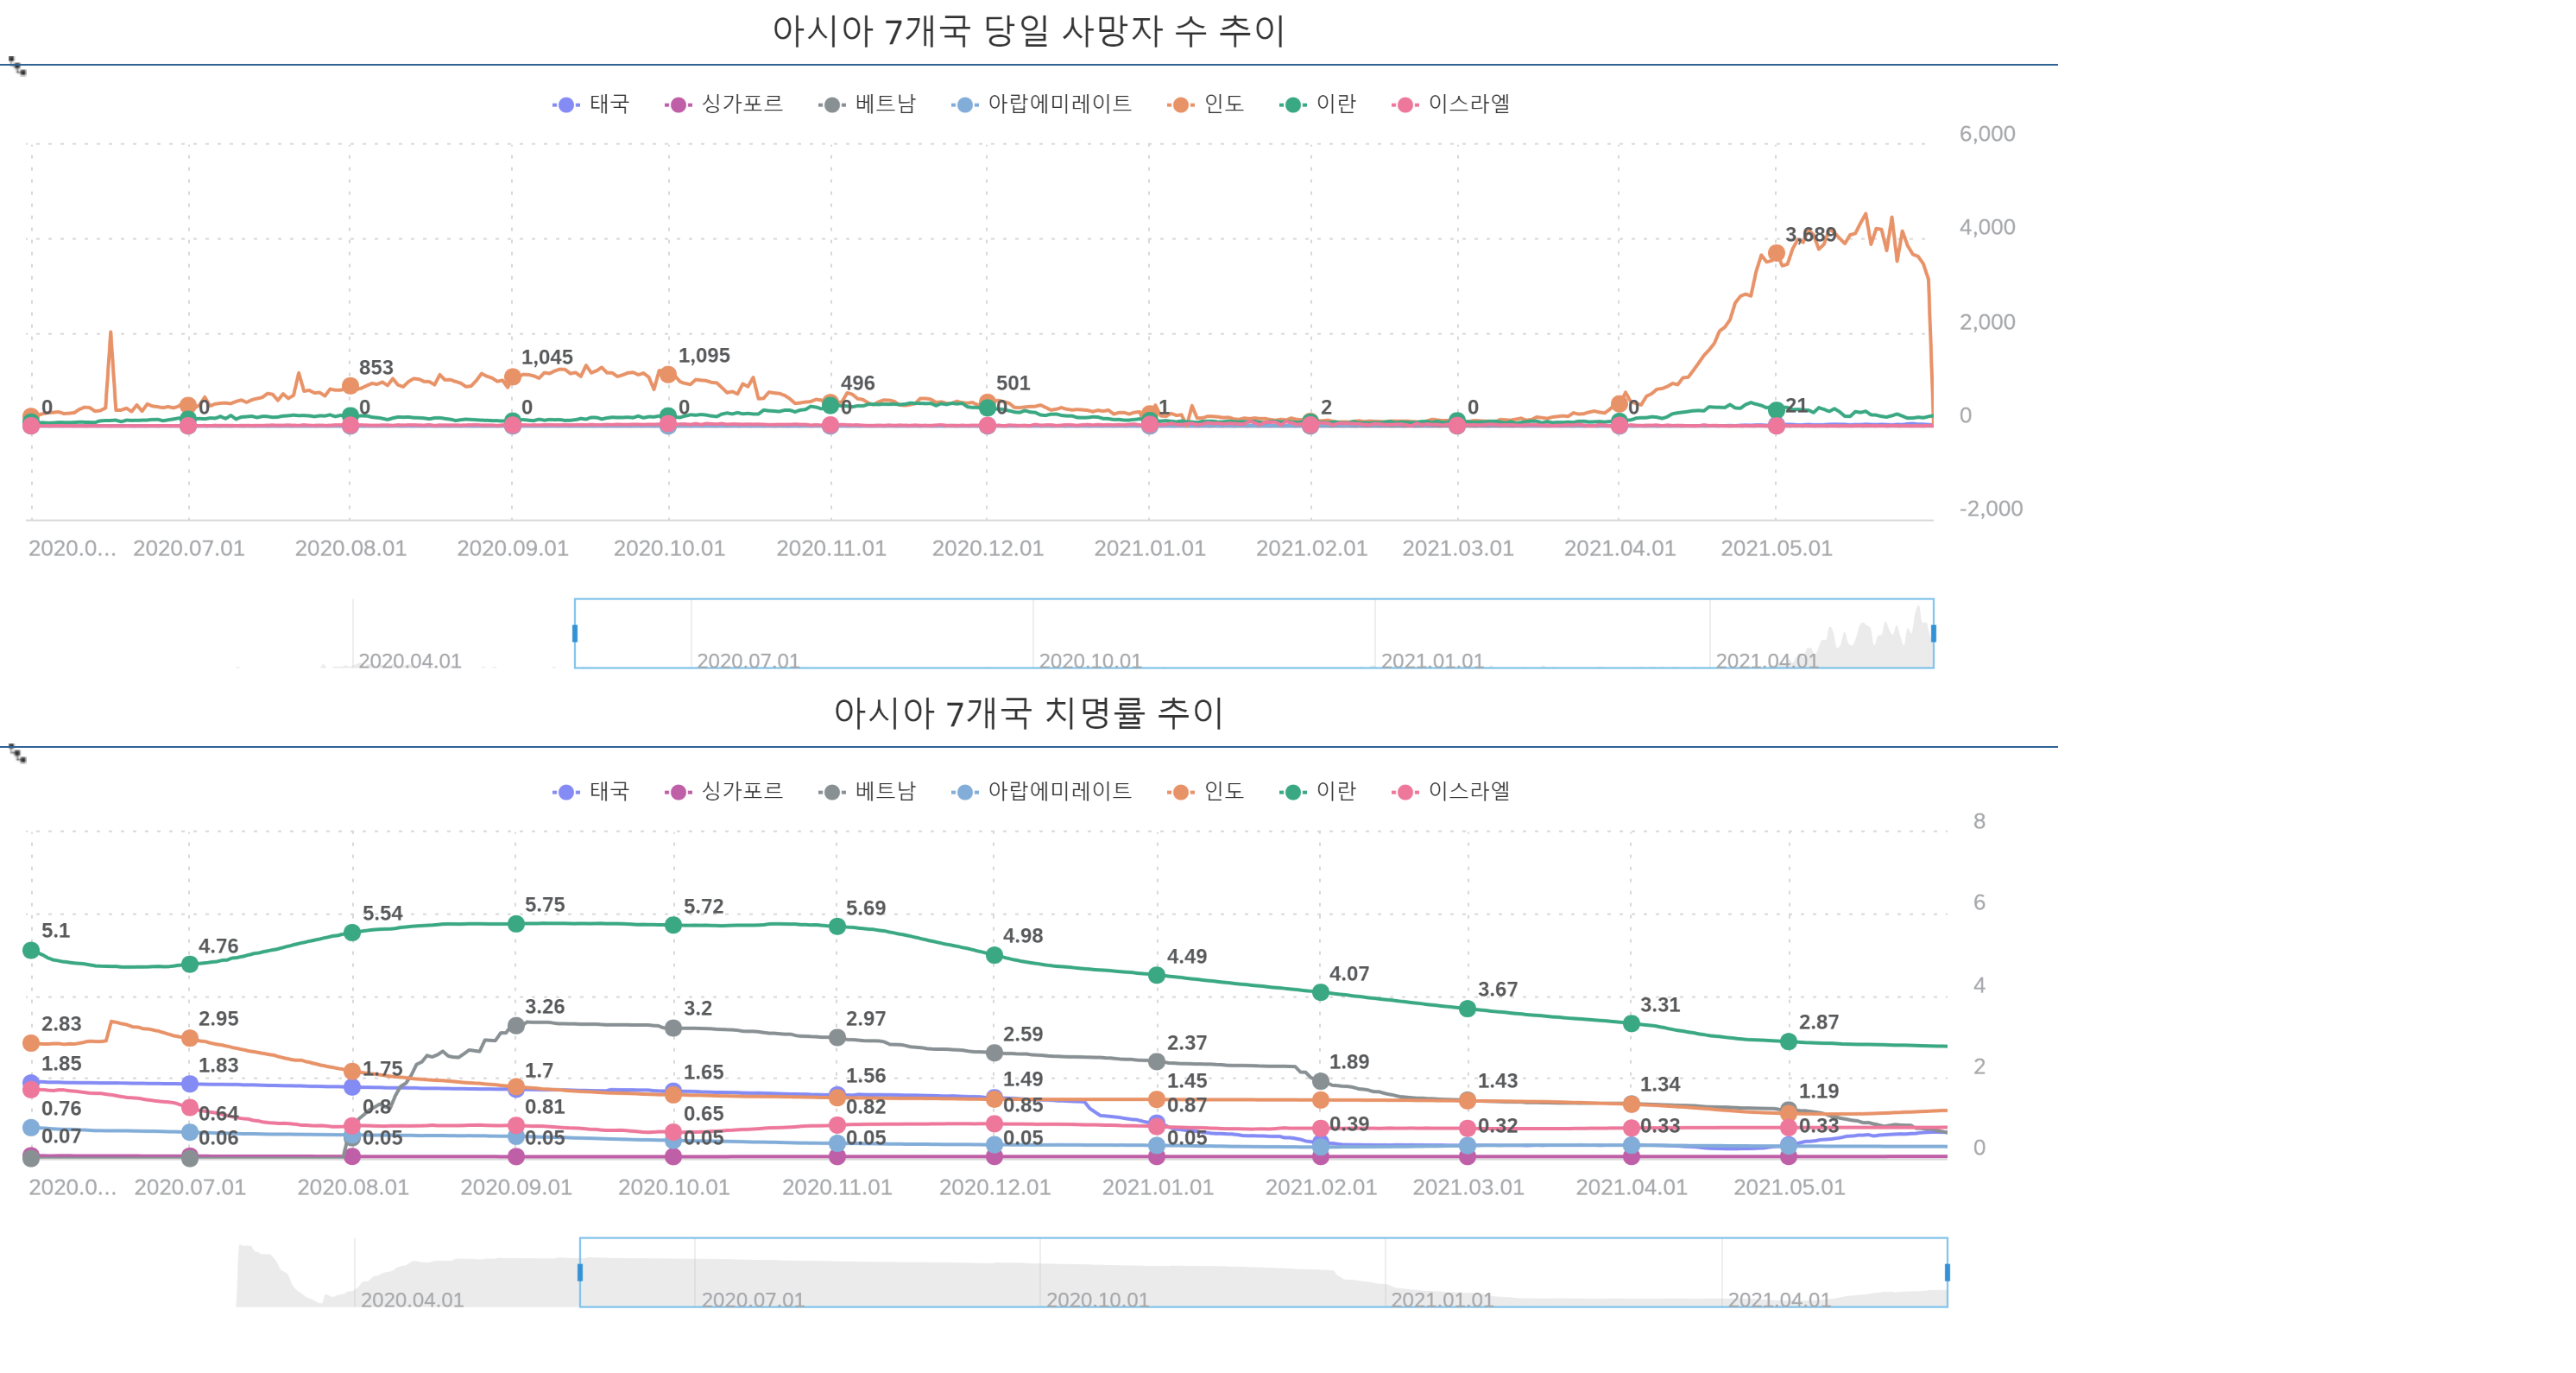 아시아 7개국 당일 사망자 수 추이
태국 싱가포르 베트남 아랍에미레이트 인도 이란 이스라엘
6,000
4,000
2,000
0
-2,000
3,689
853 1,045 1,095 496 501
0 0 0 0 0 0 0 1 2 0 0 21
2020.0... 2020.07.01 2020.08.01 2020.09.01 2020.10.01 2020.11.01 2020.12.01 2021.01.01 2021.02.01 2021.03.01 2021.04.01 2021.05.01
2020.04.01 2020.07.01 2020.10.01 2021.01.01 2021.04.01
아시아 7개국 치명률 추이
태국 싱가포르 베트남 아랍에미레이트 인도 이란 이스라엘
8
6
4
2
0
5.1 4.76 5.54 5.75 5.72 5.69 4.98 4.49 4.07 3.67 3.31 2.87
2.83 2.95 3.26 3.2 2.97 2.59 2.37 1.89
1.85 1.83 1.75 1.7 1.65 1.56 1.49 1.45 1.43 1.34 1.19
0.76 0.64 0.8 0.81 0.65 0.82 0.85 0.87 0.39 0.32 0.33 0.33
0.07 0.06 0.05 0.05 0.05 0.05 0.05 0.05
2020.0... 2020.07.01 2020.08.01 2020.09.01 2020.10.01 2020.11.01 2020.12.01 2021.01.01 2021.02.01 2021.03.01 2021.04.01 2021.05.01
2020.04.01 2020.07.01 2020.10.01 2021.01.01 2021.04.01